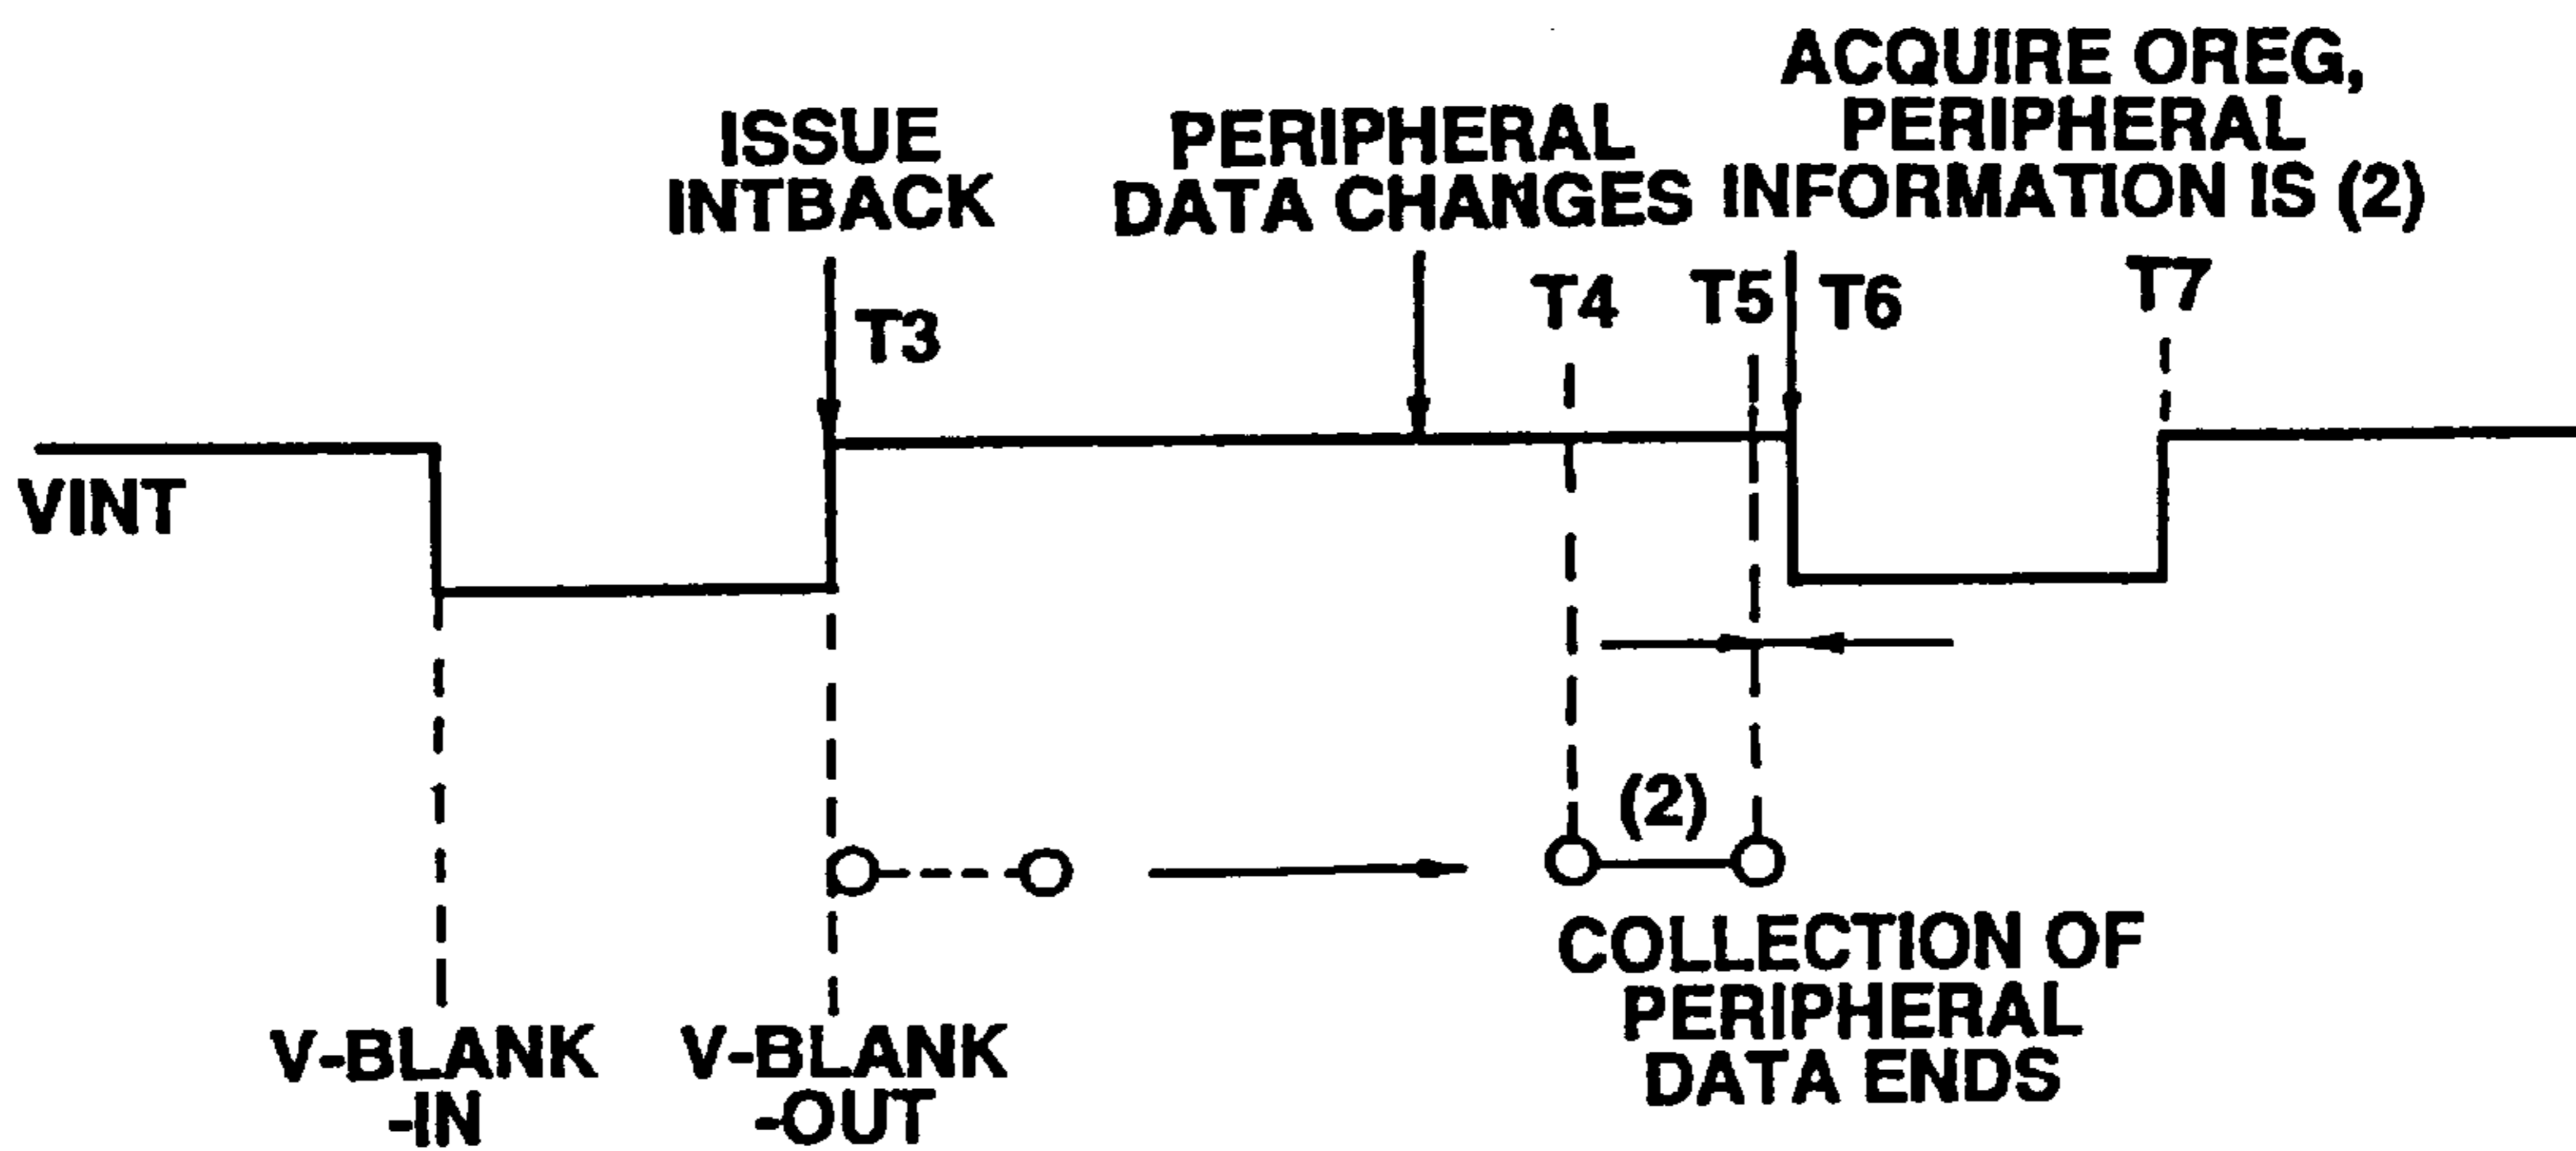 ACQUIRE OREG,
PERIPHERAL
INFORMATION IS (2)
ISSUE
INTBACK
PERIPHERAL
DATA CHANGES
T3
T4
T5
T6
T7
VINT
(2)
COLLECTION OF
PERIPHERAL
DATA ENDS
V-BLANK
-IN
V-BLANK
-OUT